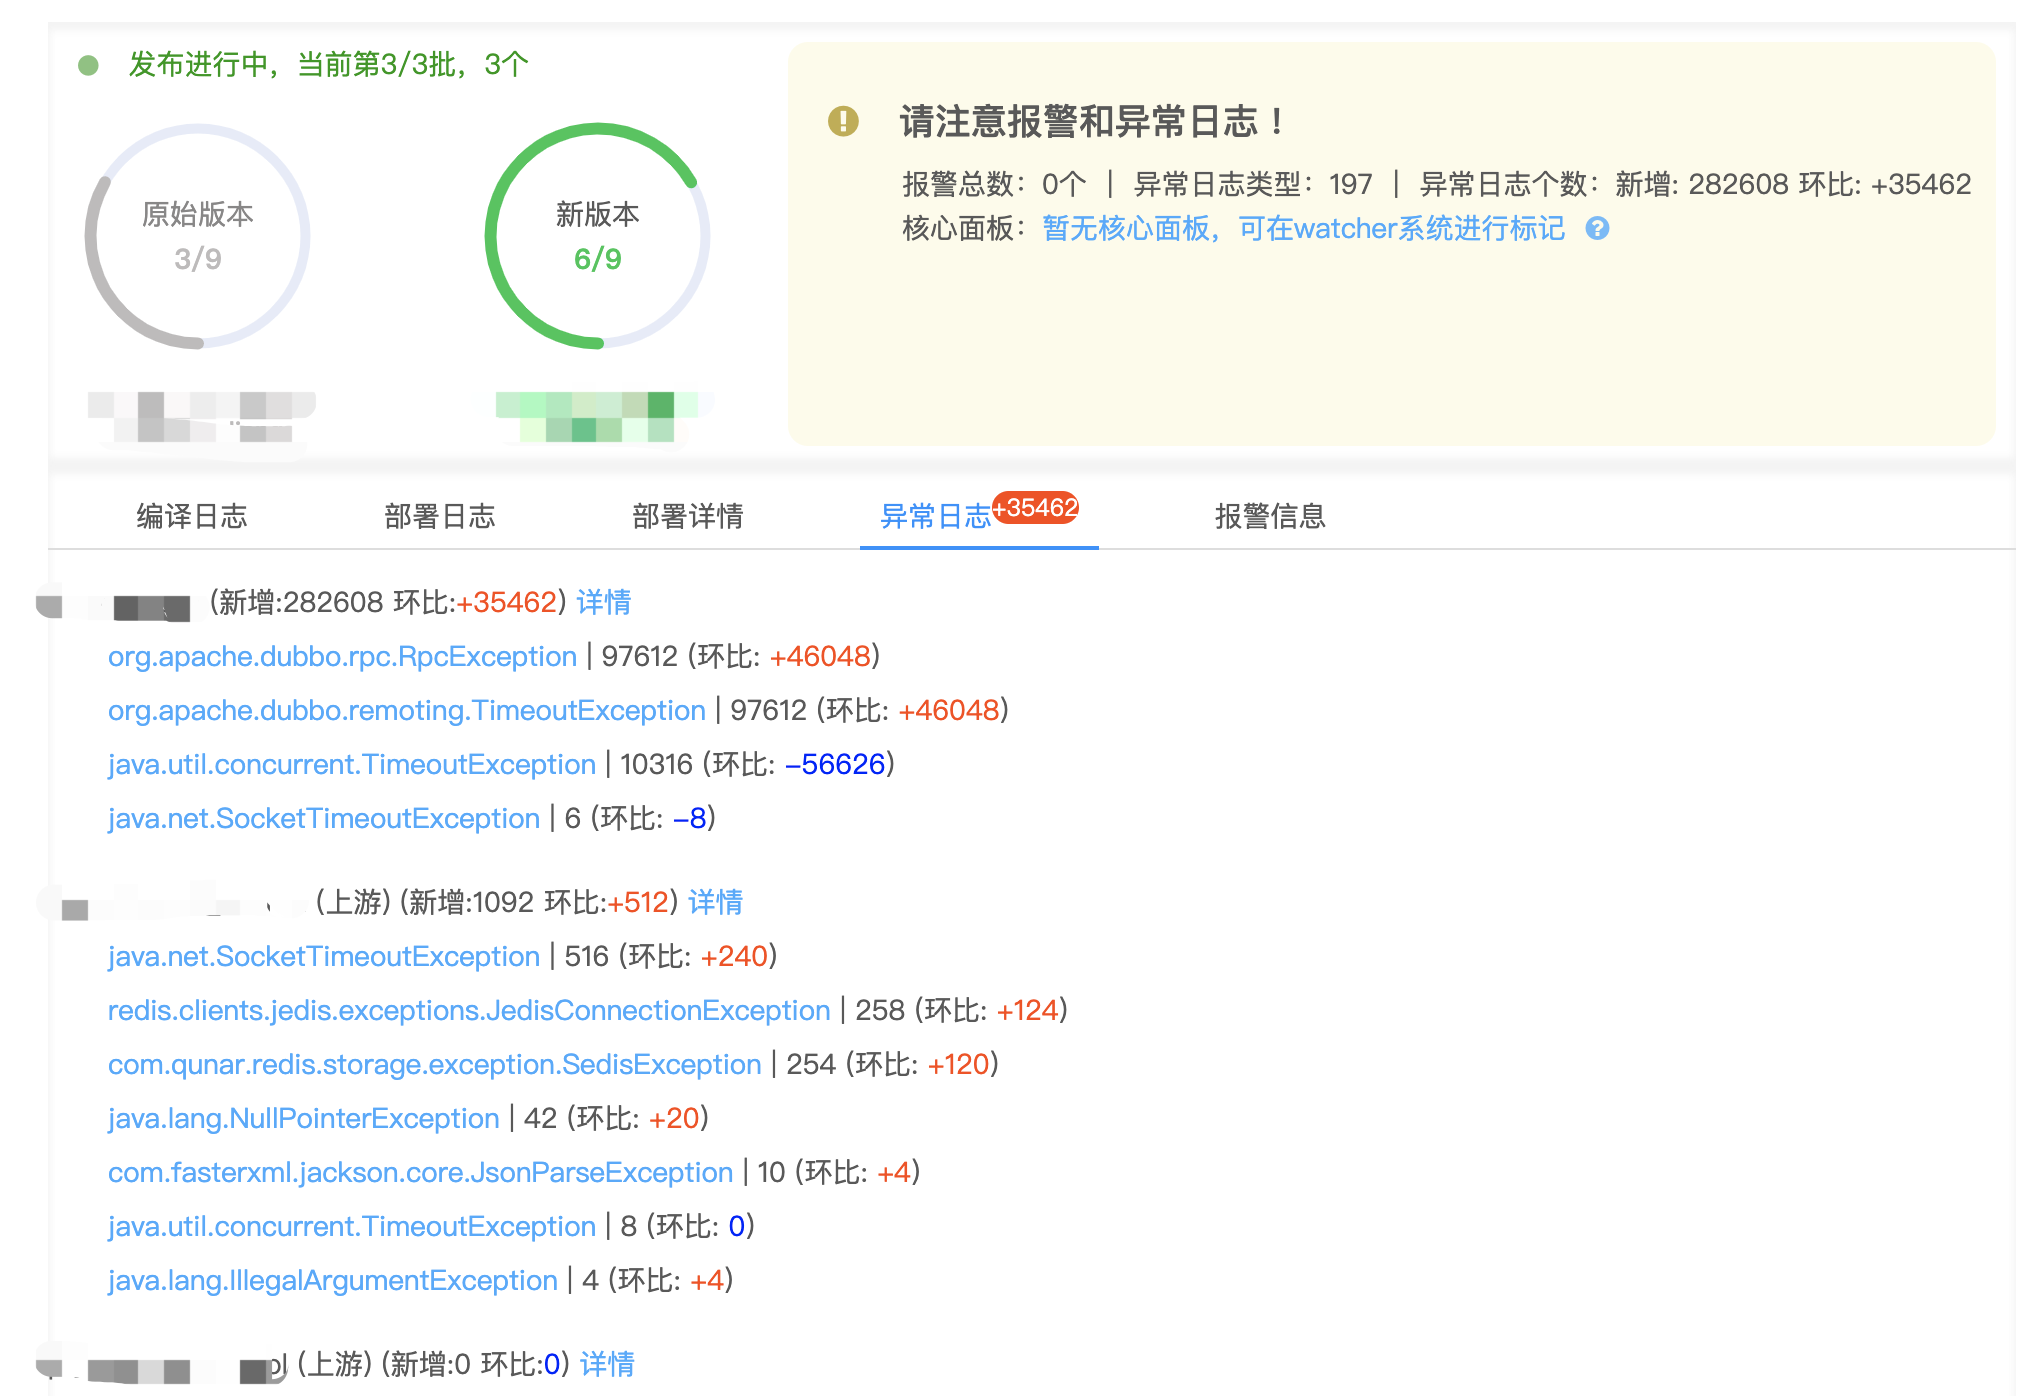 发布进行中，当前第3/3批，3个
原始版本
3/9
新版本
6/9
请注意报警和异常日志！
报警总数：0个 | 异常日志类型：197 | 异常日志个数：新增: 282608 环比: +35462
核心面板：暂无核心面板，可在watcher系统进行标记
编译日志 部署日志 部署详情 异常日志 +35462 报警信息
(新增:282608 环比:+35462) 详情
org.apache.dubbo.rpc.RpcException | 97612 (环比: +46048)
org.apache.dubbo.remoting.TimeoutException | 97612 (环比: +46048)
java.util.concurrent.TimeoutException | 10316 (环比: -56626)
java.net.SocketTimeoutException | 6 (环比: -8)
(上游) (新增:1092 环比:+512) 详情
java.net.SocketTimeoutException | 516 (环比: +240)
redis.clients.jedis.exceptions.JedisConnectionException | 258 (环比: +124)
com.qunar.redis.storage.exception.SedisException | 254 (环比: +120)
java.lang.NullPointerException | 42 (环比: +20)
com.fasterxml.jackson.core.JsonParseException | 10 (环比: +4)
java.util.concurrent.TimeoutException | 8 (环比: 0)
java.lang.IllegalArgumentException | 4 (环比: +4)
(上游) (新增:0 环比:0) 详情